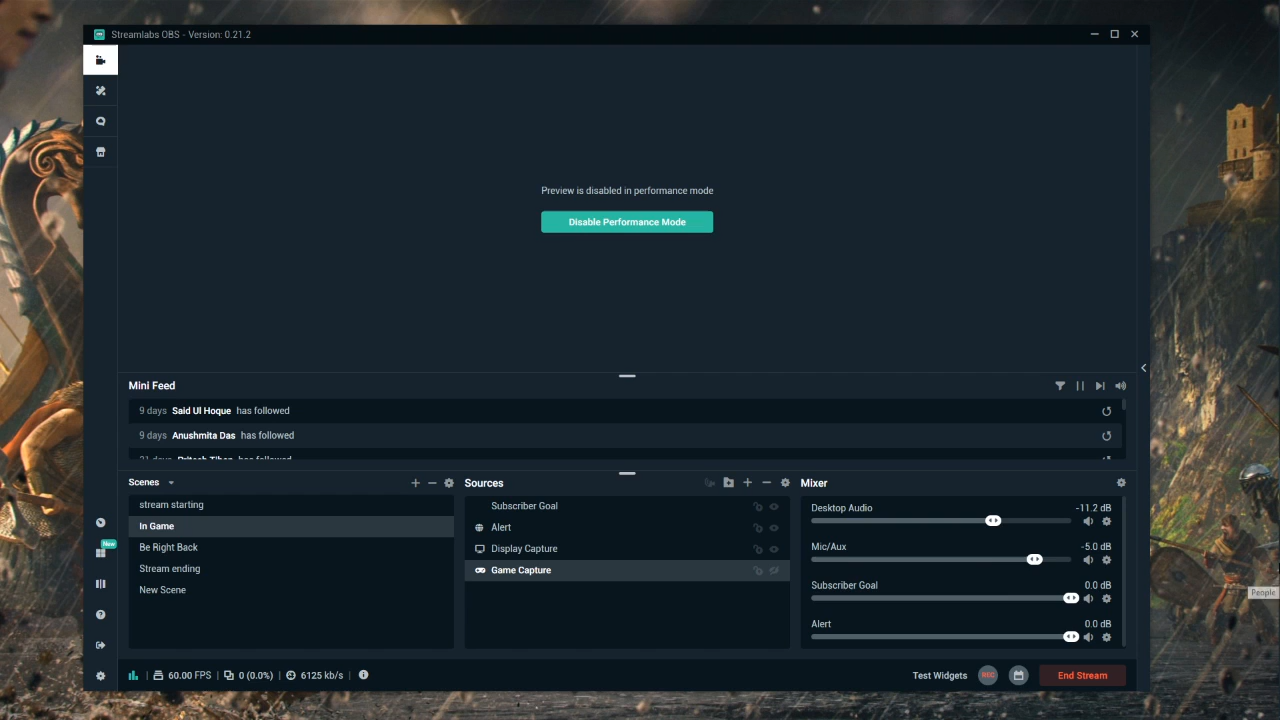 Streamlabs OBS - Version: 0.21.2
Preview is disabled in performance mode
Disable Performance Mode
Mini Feed
9 days Said Ul Hoque has followed
9 days Anushmita Das has followed
21 days has followed
Scenes
stream starting
In Game
Be Right Back
Stream ending
New Scene
Sources
Subscriber Goal
Alert
Display Capture
Game Capture
Mixer
Desktop Audio -11.2 dB
Mic/Aux -5.0 dB
Subscriber Goal 0.0 dB
Alert 0.0 dB
New
People
60.00 FPS 0 (0.0%) 6125 kb/s
Test Widgets REC End Stream